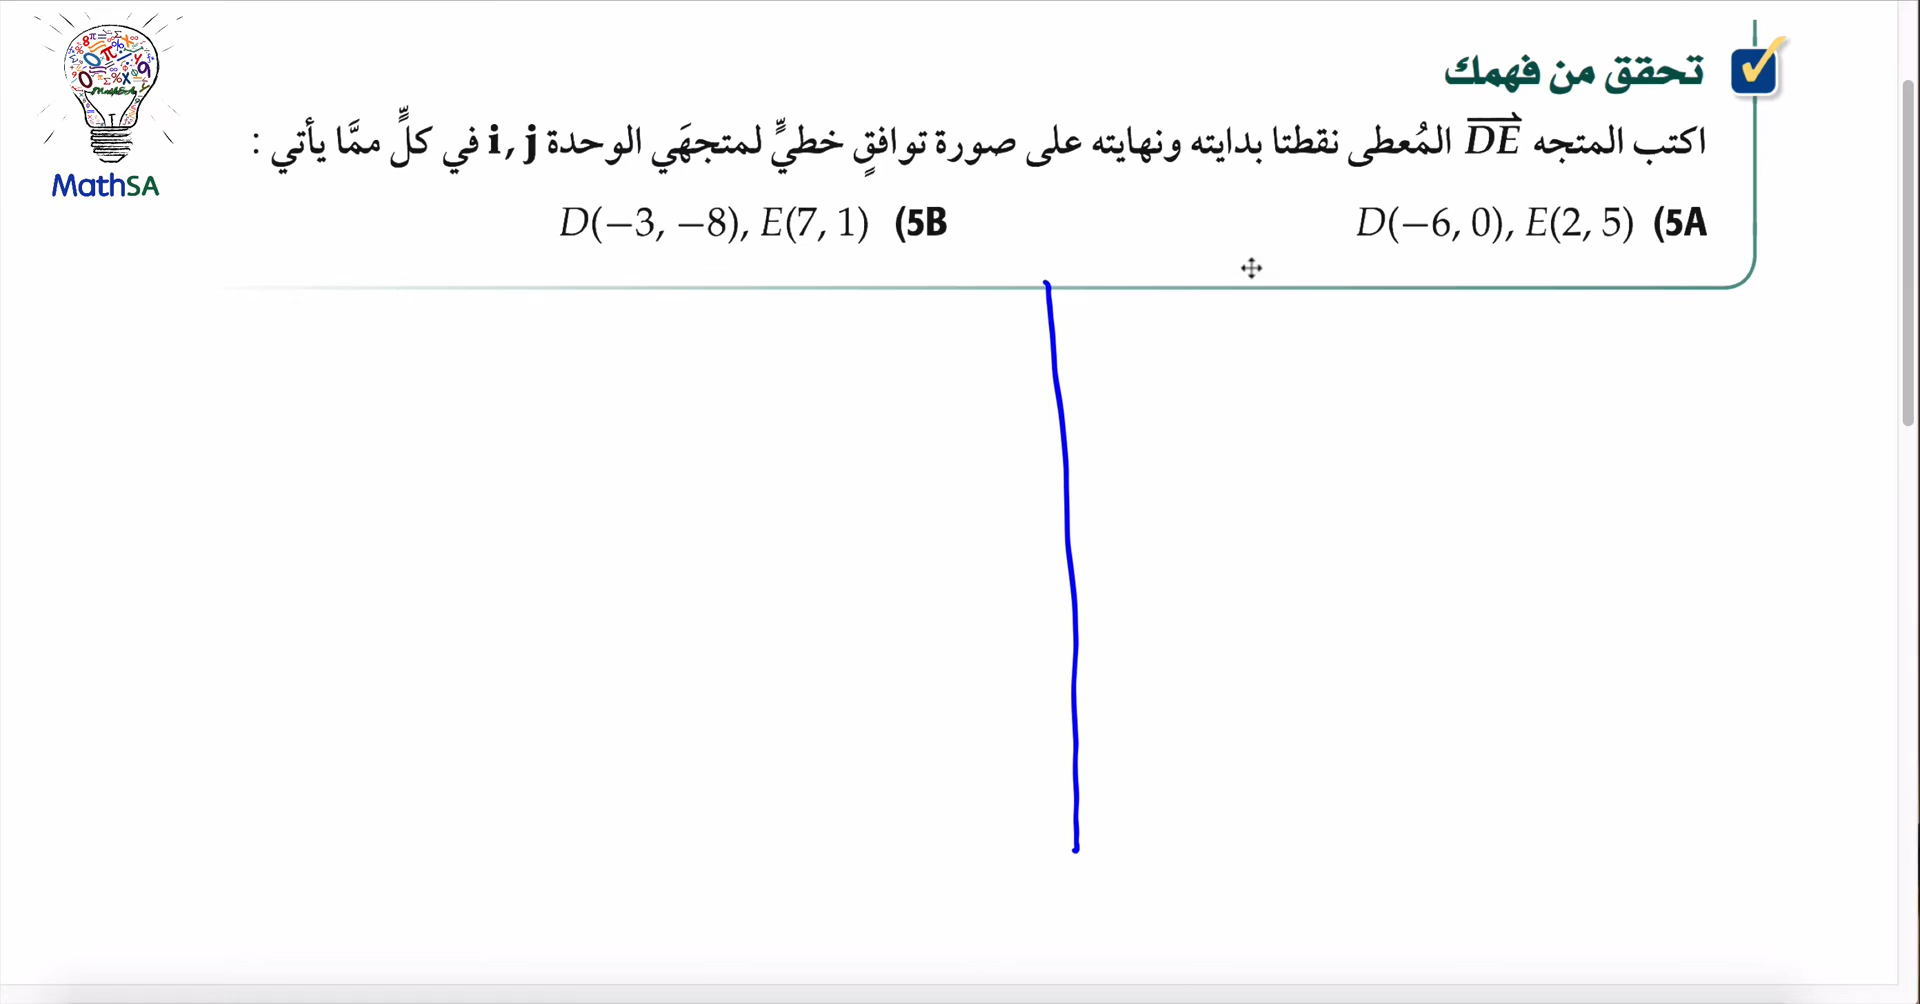 MathSA
تحقق من فهمك
اكتب المتجه DE المُعطى نقطتا بدايته ونهايته على صورة توافقٍ خطيٍّ لمتجهَي الوحدة i, j في كلٍّ ممَّا يأتي :
D(−6, 0), E(2, 5) (5A
D(−3, −8), E(7, 1) (5B